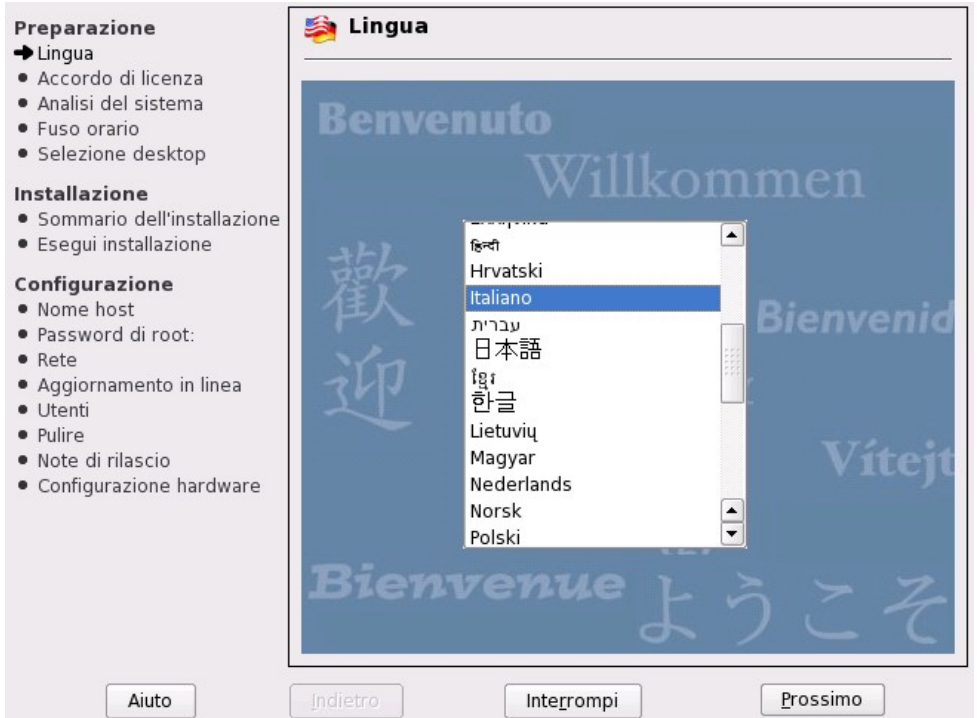 Preparazione
Lingua
Accordo di licenza
Analisi del sistema
Fuso orario
Selezione desktop
Installazione
Sommario dell'installazione
Esegui installazione
Configurazione
Nome host
Password di root:
Rete
Aggiornamento in linea
Utenti
Pulire
Note di rilascio
Configurazione hardware
Lingua
Benvenuto
Willkommen
歡迎
Bienvenid
Vítejt
Bienvenue
ようこそ
हिन्दी
Hrvatski
Italiano
עברית
日本語
ខ្មែរ
한글
Lietuvių
Magyar
Nederlands
Norsk
Polski
Aiuto
Indietro
Interrompi
Prossimo